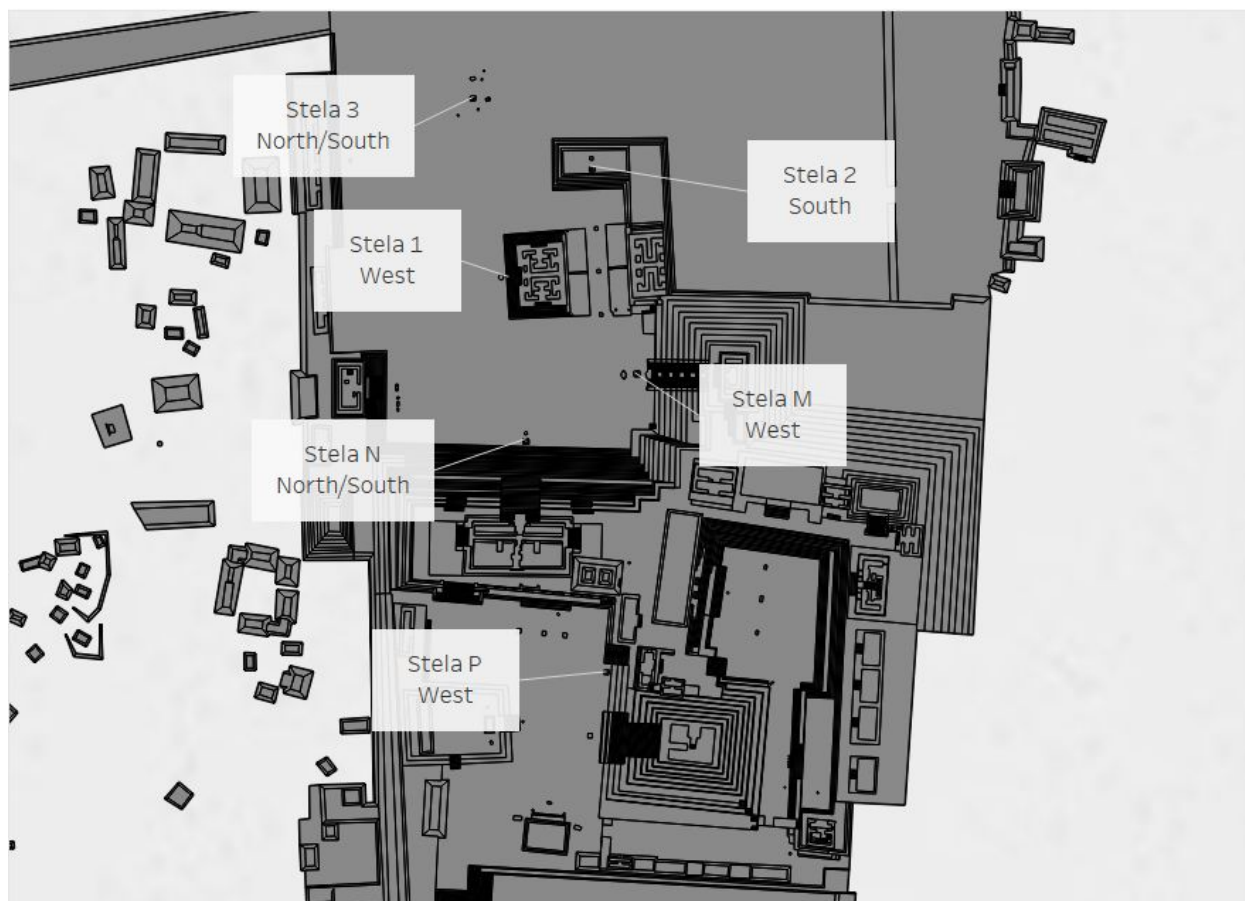 Stela 3
North/South
Stela 2
South
Stela 1
West
Stela M
West
Stela N
North/South
Stela P
West